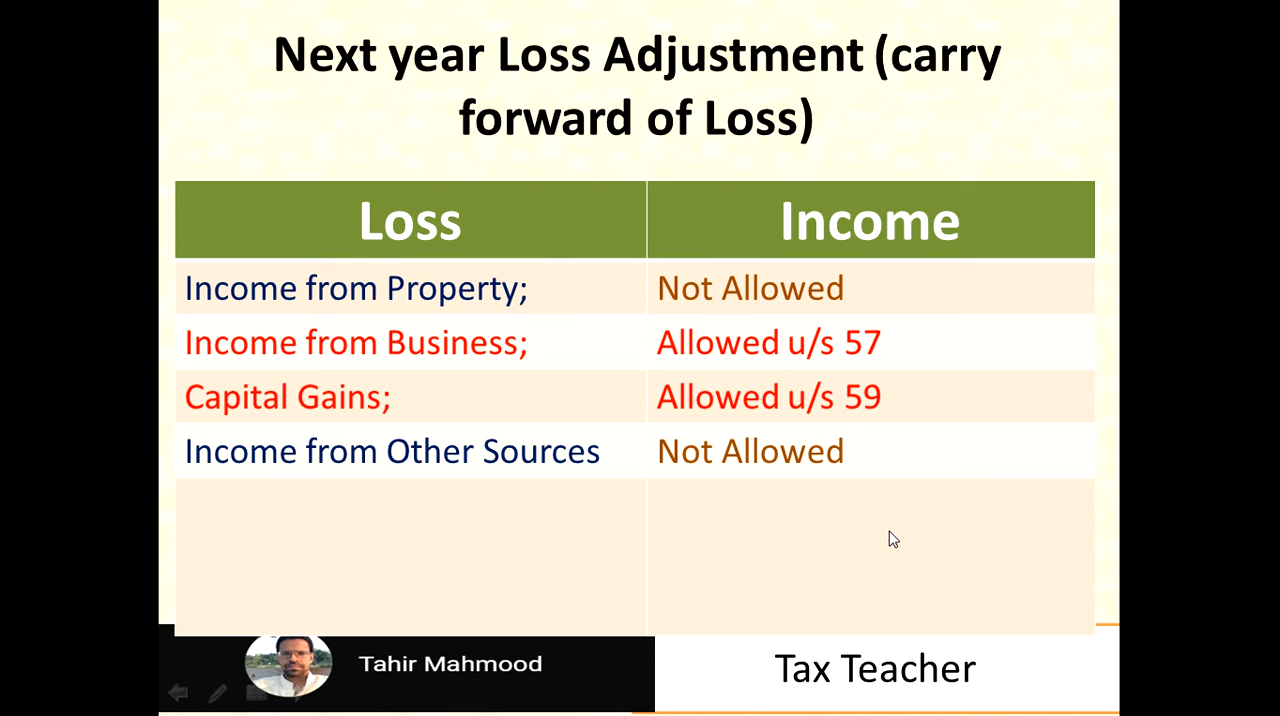 Next year Loss Adjustment (carry
forward of Loss)
Loss Income
Income from Property; Not Allowed
Income from Business; Allowed u/s 57
Capital Gains; Allowed u/s 59
Income from Other Sources Not Allowed
Tahir Mahmood Tax Teacher